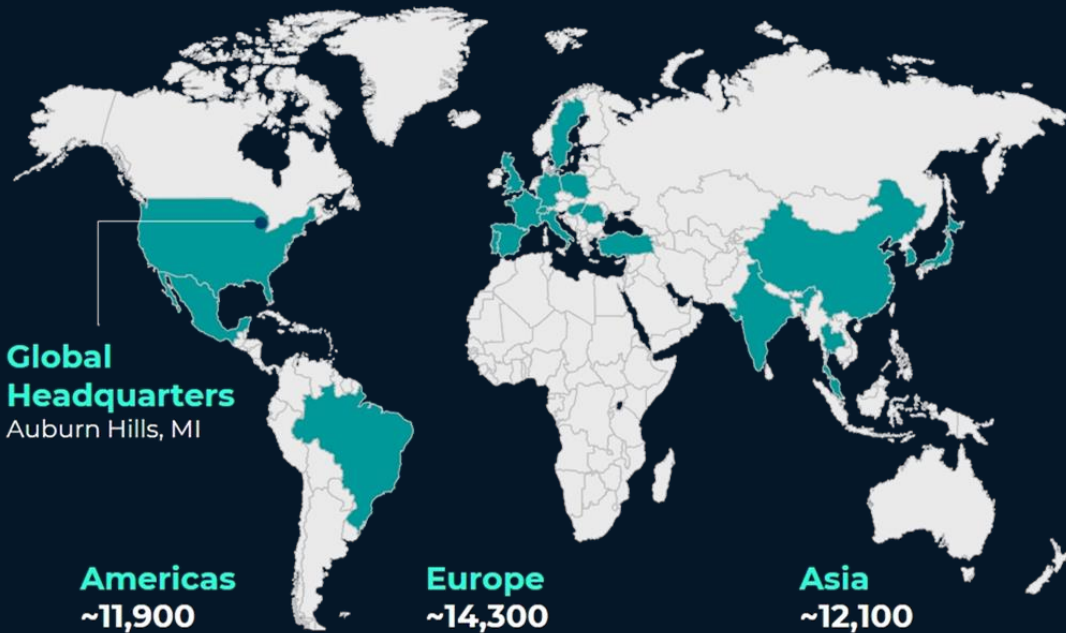 Global
Headquarters
Auburn Hills, MI
Americas
~11,900
Europe
~14,300
Asia
~12,100